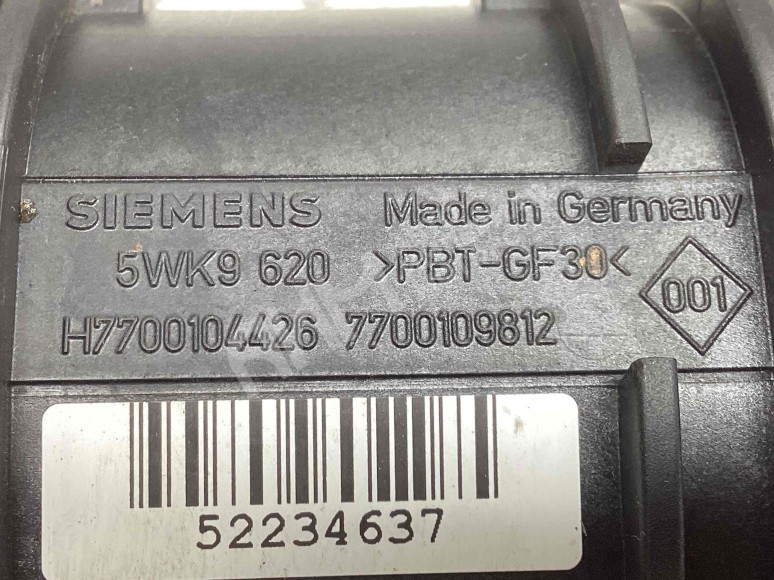 SIEMENS Made in Germany
5WK9 620 >PBT-GF30<
001
H7700104426 7700109812
52234637